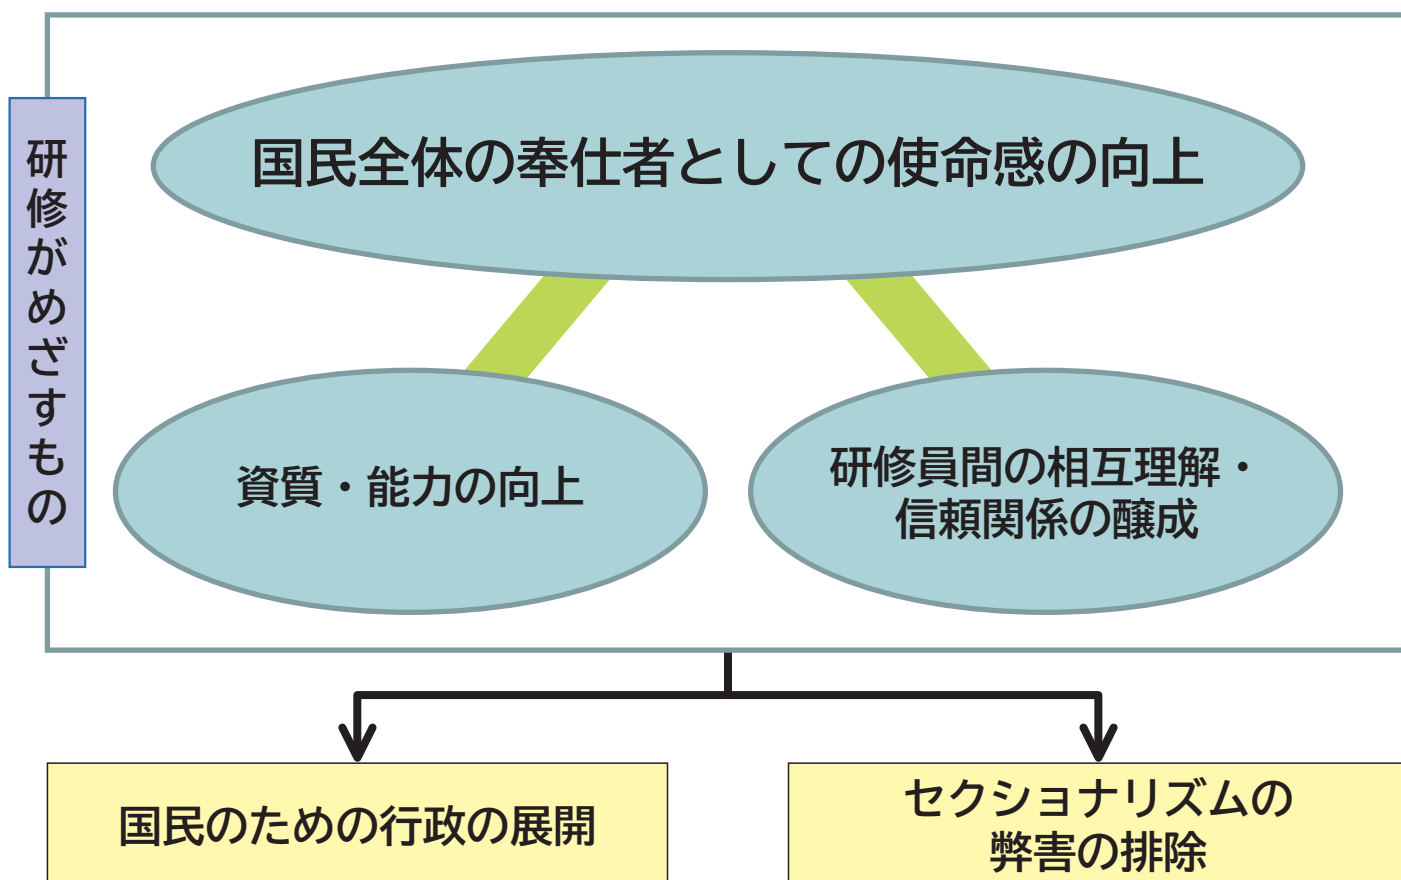 研修がめざすもの
国民全体の奉仕者としての使命感の向上
資質・能力の向上
研修員間の相互理解・
信頼関係の醸成
国民のための行政の展開
セクショナリズムの
弊害の排除